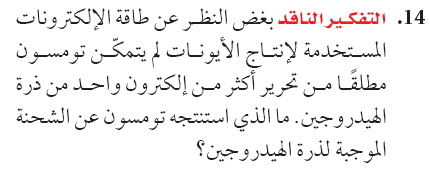 14. التفكير الناقد بغض النظر عن طاقة الإلكترونات
المستخدمة لإنتاج الأيونات لم يتمكّن تومسون
مطلقًا من تحرير أكثر من إلكترون واحد من ذرة
الهيدروجين. ما الذي استنتجه تومسون عن الشحنة
الموجبة لذرة الهيدروجين؟